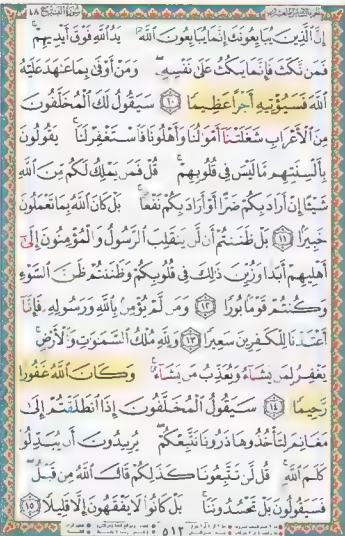 سورة الفتح ٤٨
إِنَّ الَّذِينَ يُبَايِعُونَكَ إِنَّمَا يُبَايِعُونَ اللَّهَ يَدُ اللَّهِ فَوْقَ أَيْدِيهِمْ
فَمَن نَّكَثَ فَإِنَّمَا يَنكُثُ عَلَىٰ نَفْسِهِ وَمَنْ أَوْفَىٰ بِمَا عَاهَدَ عَلَيْهُ
اللَّهَ فَسَيُؤْتِيهِ أَجْرًا عَظِيمًا ١٠ سَيَقُولُ لَكَ الْمُخَلَّفُونَ
مِنَ الْأَعْرَابِ شَغَلَتْنَا أَمْوَالُنَا وَأَهْلُونَا فَاسْتَغْفِرْ لَنَا يَقُولُونَ
بِأَلْسِنَتِهِم مَّا لَيْسَ فِي قُلُوبِهِمْ قُلْ فَمَن يَمْلِكُ لَكُم مِّنَ اللَّهِ
شَيْئًا إِنْ أَرَادَ بِكُمْ ضَرًّا أَوْ أَرَادَ بِكُمْ نَفْعًا بَلْ كَانَ اللَّهُ بِمَا تَعْمَلُونَ
خَبِيرًا ١١ بَلْ ظَنَنتُمْ أَن لَّن يَنقَلِبَ الرَّسُولُ وَالْمُؤْمِنُونَ إِلَىٰ
أَهْلِيهِمْ أَبَدًا وَزُيِّنَ ذَٰلِكَ فِي قُلُوبِكُمْ وَظَنَنتُمْ ظَنَّ السَّوْءِ
وَكُنتُمْ قَوْمًا بُورًا ١٢ وَمَن لَّمْ يُؤْمِن بِاللَّهِ وَرَسُولِهِ فَإِنَّا
أَعْتَدْنَا لِلْكَافِرِينَ سَعِيرًا ١٣ وَلِلَّهِ مُلْكُ السَّمَاوَاتِ وَالْأَرْضِ
يَغْفِرُ لِمَن يَشَاءُ وَيُعَذِّبُ مَن يَشَاءُ وَكَانَ اللَّهُ غَفُورًا
رَّحِيمًا ١٤ سَيَقُولُ الْمُخَلَّفُونَ إِذَا انطَلَقْتُمْ إِلَىٰ
مَغَانِمَ لِتَأْخُذُوهَا ذَرُونَا نَتَّبِعْكُمْ يُرِيدُونَ أَن يُبَدِّلُوا
كَلَامَ اللَّهِ قُل لَّن تَتَّبِعُونَا كَذَٰلِكُمْ قَالَ اللَّهُ مِن قَبْلُ
فَسَيَقُولُونَ بَلْ تَحْسُدُونَنَا بَلْ كَانُوا لَا يَفْقَهُونَ إِلَّا قَلِيلًا ١٥
٥١٢